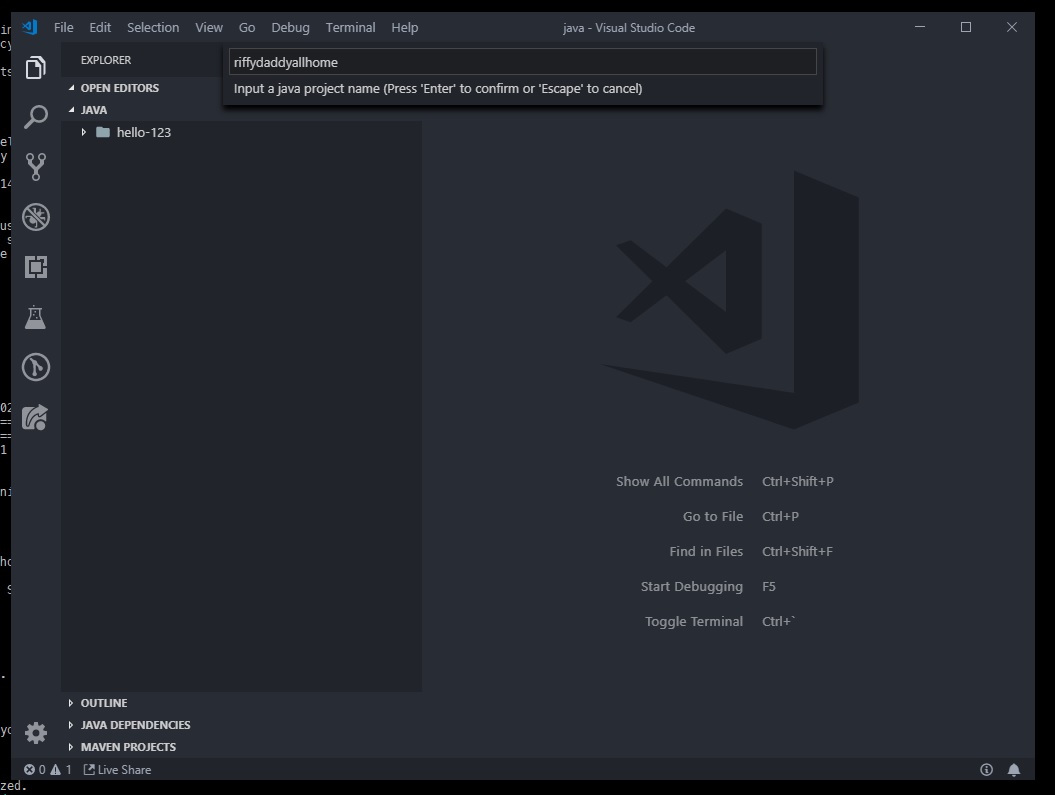 File Edit Selection View Go Debug Terminal Help java - Visual Studio Code
EXPLORER
riffydaddyallhome
Input a java project name (Press 'Enter' to confirm or 'Escape' to cancel)
OPEN EDITORS
JAVA
hello-123
Show All Commands Ctrl+Shift+P
Go to File Ctrl+P
Find in Files Ctrl+Shift+F
Start Debugging F5
Toggle Terminal Ctrl+`
OUTLINE
JAVA DEPENDENCIES
MAVEN PROJECTS
0 1 Live Share
zed.